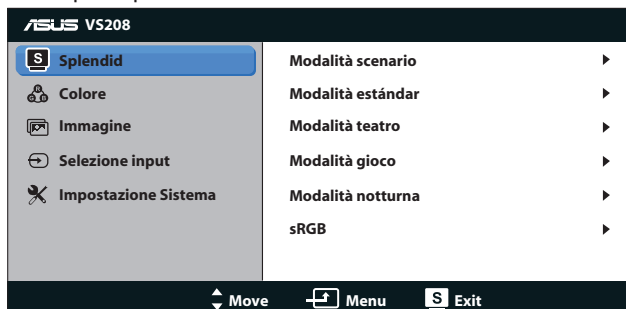 ASUS VS208
S Splendid
Colore
Immagine
Selezione input
Impostazione Sistema
Modalità scenario
Modalità estándar
Modalità teatro
Modalità gioco
Modalità notturna
sRGB
Move Menu S Exit